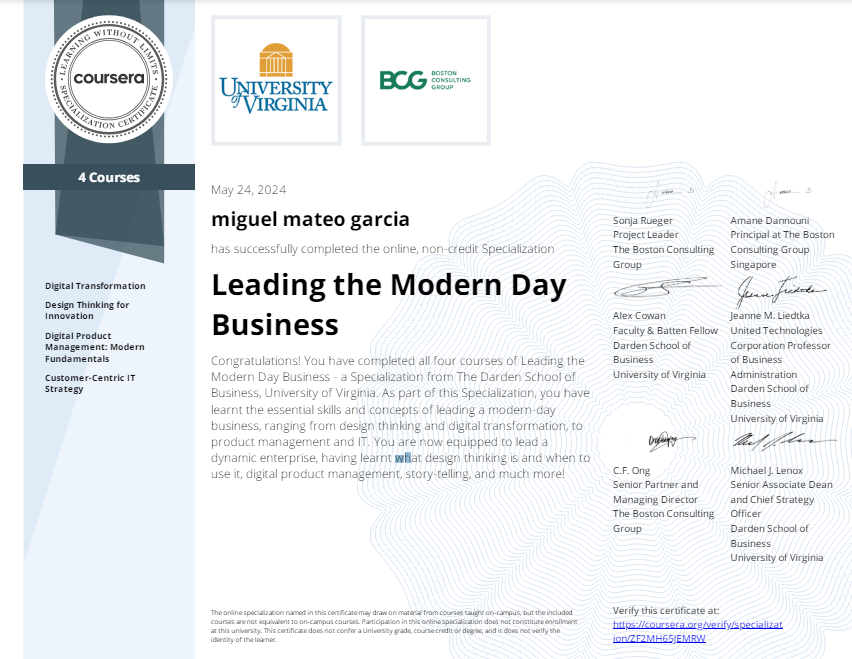 LEARNING WITHOUT LIMITS
coursera
SPECIALIZATION CERTIFICATE
4 Courses
Digital Transformation
Design Thinking for
Innovation
Digital Product
Management: Modern
Fundamentals
Customer-Centric IT
Strategy
UNIVERSITY
of VIRGINIA
BCG
BOSTON
CONSULTING
GROUP
May 24, 2024
miguel mateo garcia
has successfully completed the online, non-credit Specialization
Leading the Modern Day
Business
Congratulations! You have completed all four courses of Leading the
Modern Day Business - a Specialization from The Darden School of
Business, University of Virginia. As part of this Specialization, you have
learnt the essential skills and concepts of leading a modern-day
business, ranging from design thinking and digital transformation, to
product management and IT. You are now equipped to lead a
dynamic enterprise, having learnt what design thinking is and when to
use it, digital product management, story-telling, and much more!
Sonja Rueger
Project Leader
The Boston Consulting
Group
Amane Dannouni
Principal at The Boston
Consulting Group
Singapore
Alex Cowan
Faculty & Batten Fellow
Darden School of
Business
University of Virginia
Jeanne M. Liedtka
United Technologies
Corporation Professor
of Business
Administration
Darden School of
Business
University of Virginia
C.F. Ong
Senior Partner and
Managing Director
The Boston Consulting
Group
Michael J. Lenox
Senior Associate Dean
and Chief Strategy
Officer
Darden School of
Business
University of Virginia
The online specialization named in this certificate may draw on material from courses taught on-campus, but the included
courses are not equivalent to on-campus courses. Participation in this online specialization does not constitute enrollment
at this university. This certificate does not confer a University grade, course credit or degree, and it does not verify the
identity of the learner.
Verify this certificate at:
https://coursera.org/verify/specializat
ion/ZF2MH65JEMRW